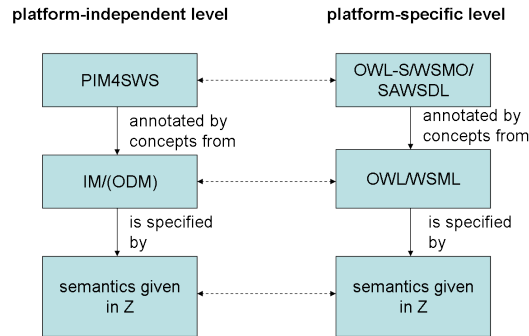 platform-independent level
platform-specific level
PIM4SWS
OWL-S/WSMO/
SAWSDL
annotated by
concepts from
annotated by
concepts from
IM/(ODM)
OWL/WSML
is specified
by
is specified
by
semantics given
in Z
semantics given
in Z